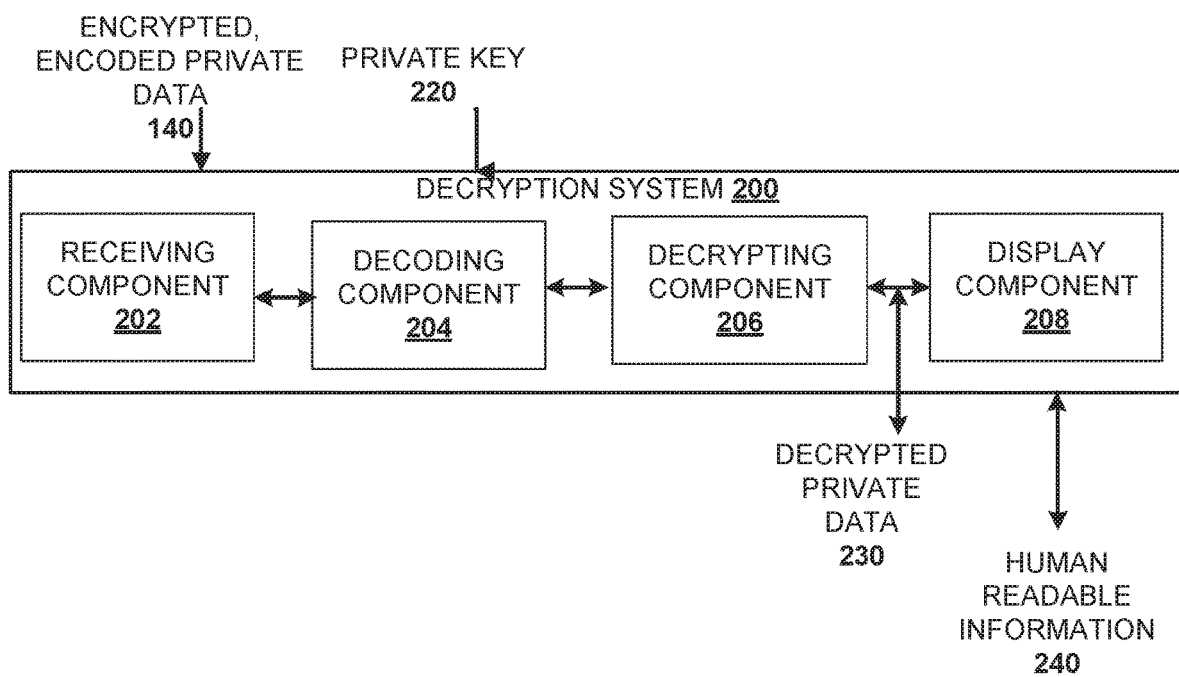 ENCRYPTED,
ENCODED PRIVATE
DATA
140
PRIVATE KEY
220
DECRYPTION SYSTEM 200
RECEIVING
COMPONENT
202
DECODING
COMPONENT
204
DECRYPTING
COMPONENT
206
DISPLAY
COMPONENT
208
DECRYPTED
PRIVATE
DATA
230
HUMAN
READABLE
INFORMATION
240